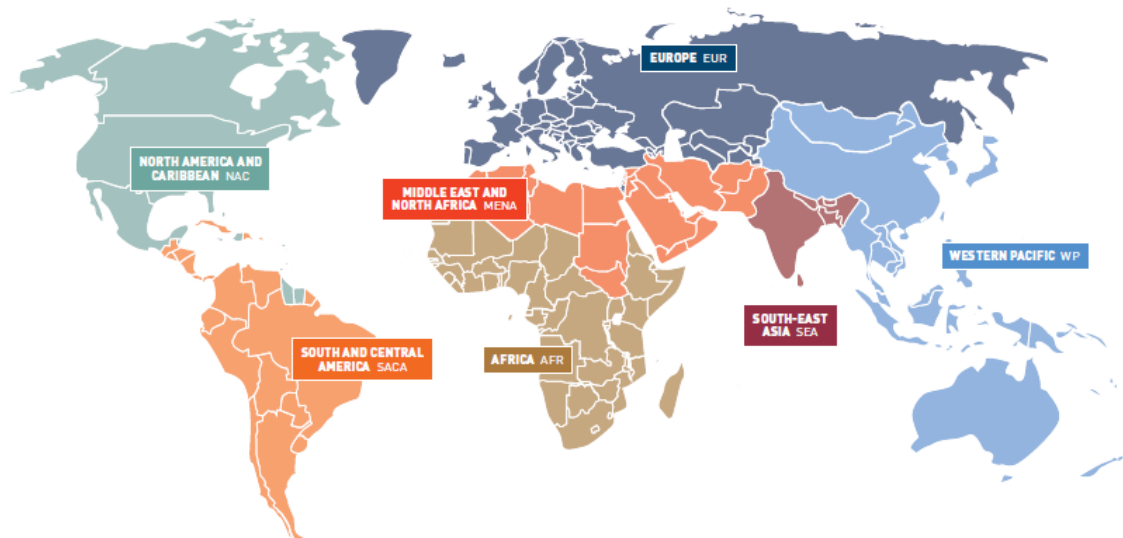 EUROPE EUR
NORTH AMERICA AND
CARIBBEAN NAC
MIDDLE EAST AND
NORTH AFRICA MENA
WESTERN PACIFIC WP
SOUTH-EAST
ASIA SEA
SOUTH AND CENTRAL
AMERICA SACA
AFRICA AFR